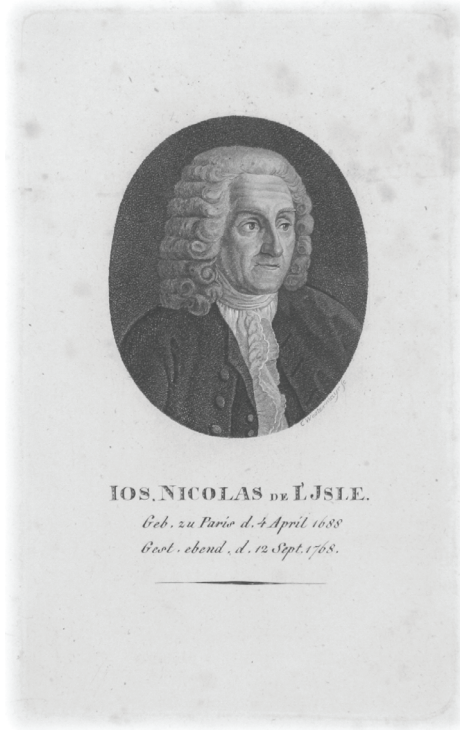 IOS. NICOLAS DE L'JSLE.
Geb. zu Paris d. 4 April 1688
Gest. ebend. d. 12 Sept. 1768.